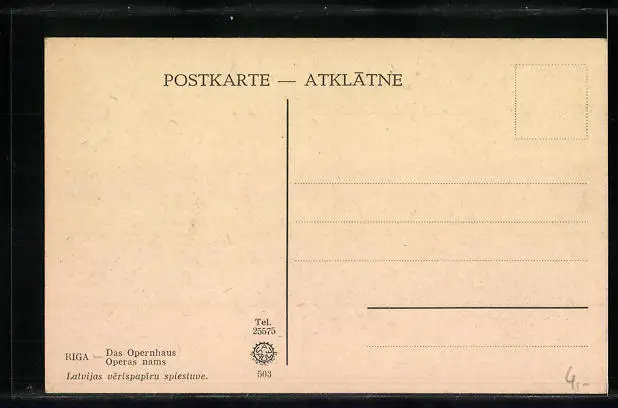 POSTKARTE — ATKLĀTNE
Tel.
25575
RIGA — Das Opernhaus
Operas nams
503
Latvijas vērtspapīru spiestuve.
4,-